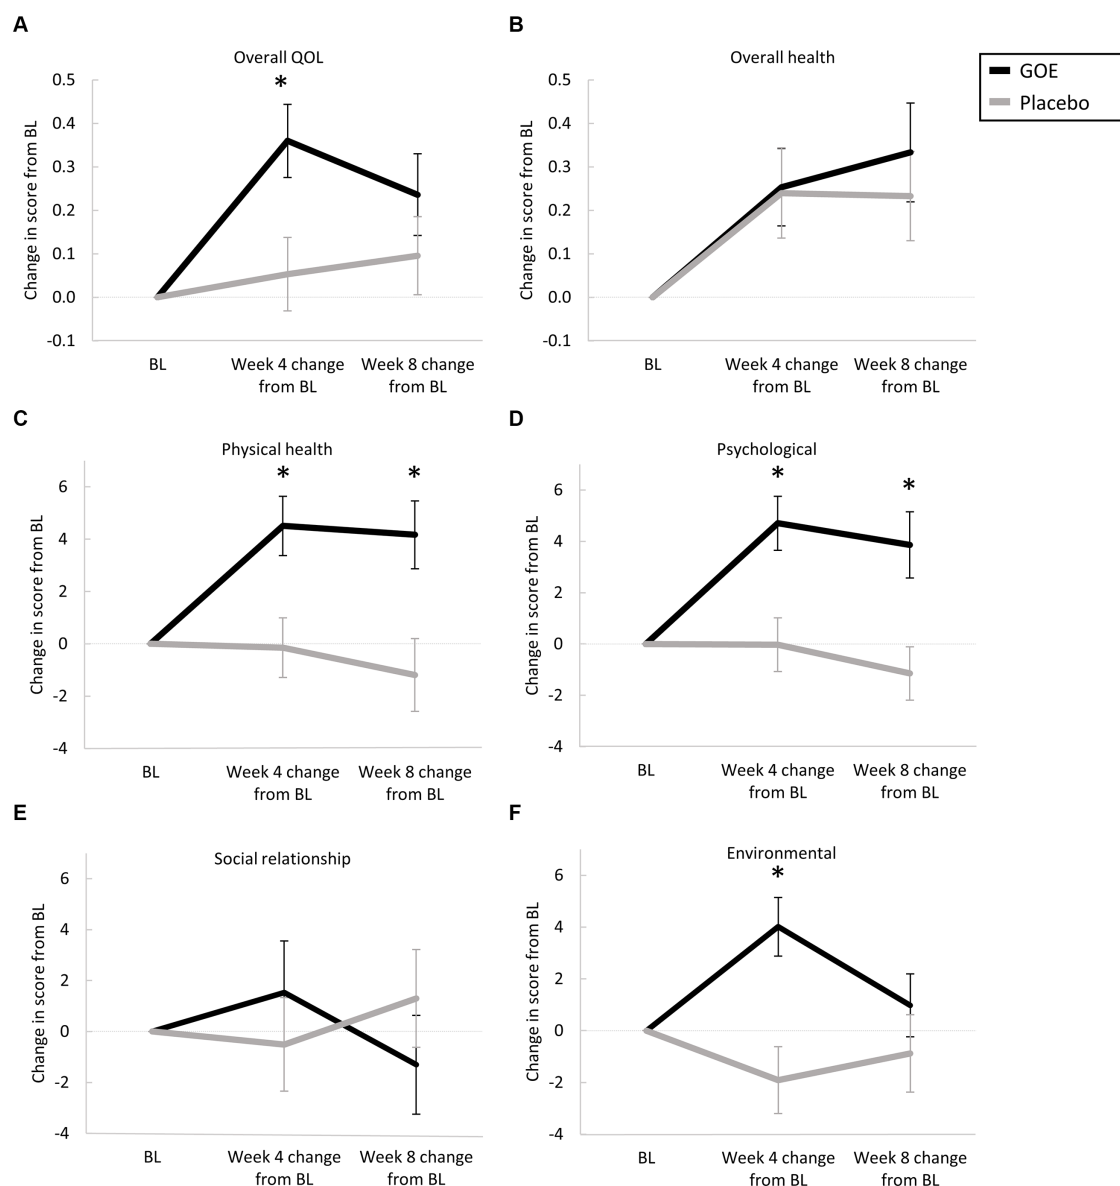 A
B
Overall QOL
Overall health
GOE
Placebo
*
Change in score from BL
0.5
0.4
0.3
0.2
0.1
0.0
-0.1
BL
Week 4 change
from BL
Week 8 change
from BL
Change in score from BL
0.5
0.4
0.3
0.2
0.1
0.0
-0.1
BL
Week 4 change
from BL
Week 8 change
from BL
C
D
Physical health
*
*
Change in score from BL
6
4
2
0
-2
-4
BL
Week 4 change
from BL
Week 8 change
from BL
Psychological
*
*
Change in score from BL
6
4
2
0
-2
-4
BL
Week 4 change
from BL
Week 8 change
from BL
E
F
Social relationship
Change in score from BL
6
4
2
0
-2
-4
BL
Week 4 change
from BL
Week 8 change
from BL
Environmental
*
Change in score from BL
6
4
2
0
-2
-4
BL
Week 4 change
from BL
Week 8 change
from BL